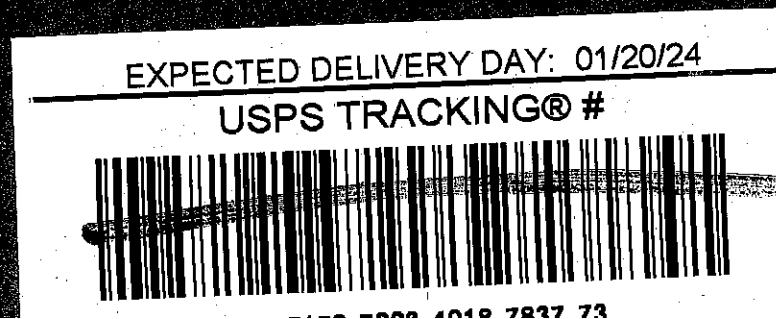 EXPECTED DELIVERY DAY: 01/20/24
USPS TRACKING® #
4018 7837 73